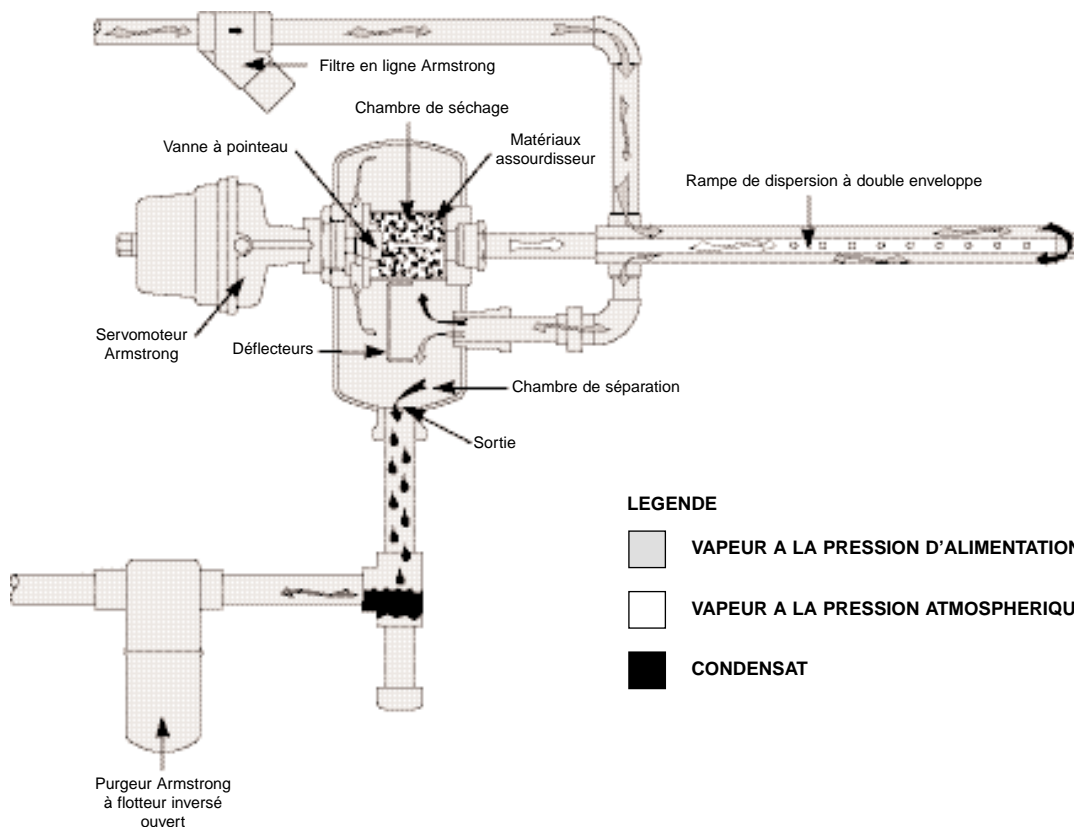 Filtre en ligne Armstrong
Chambre de séchage
Vanne à pointeau
Matériaux
assourdisseur
Rampe de dispersion à double enveloppe
Servomoteur
Armstrong
Déflecteurs
Chambre de séparation
Sortie
LEGENDE
VAPEUR A LA PRESSION D'ALIMENTATION
VAPEUR A LA PRESSION ATMOSPHERIQU
CONDENSAT
Purgeur Armstrong
à flotteur inversé
ouvert